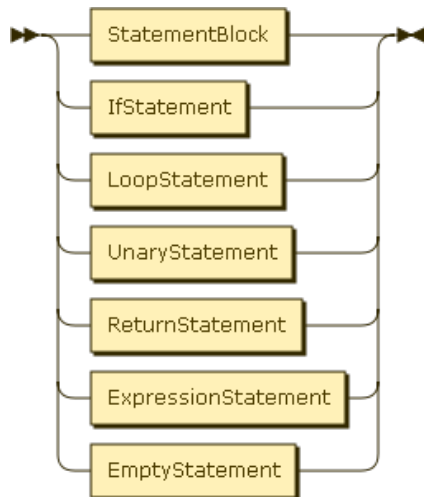 StatementBlock
IfStatement
LoopStatement
UnaryStatement
ReturnStatement
ExpressionStatement
EmptyStatement